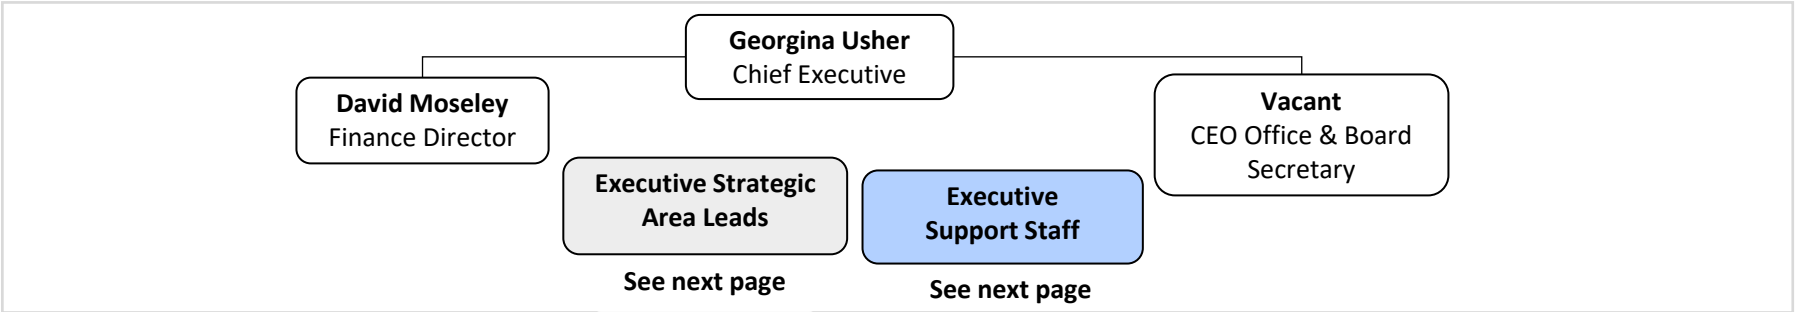 Georgina Usher
Chief Executive
David Moseley
Finance Director
Vacant
CEO Office & Board
Secretary
Executive Strategic
Area Leads
See next page
Executive
Support Staff
See next page